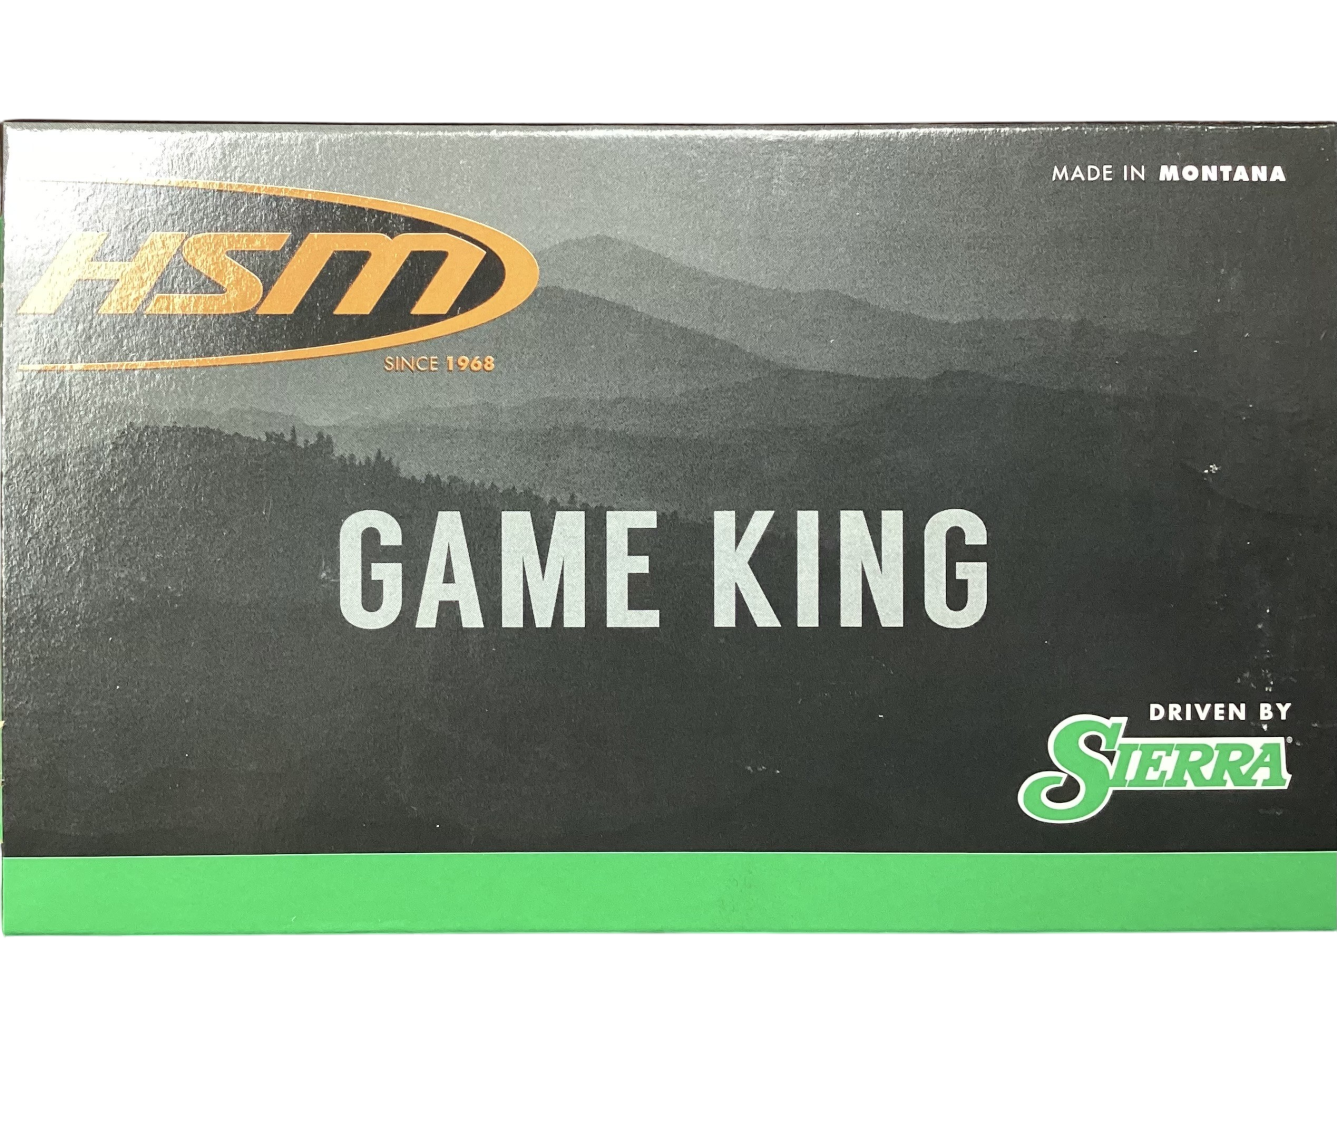 MADE IN MONTANA
HSM
SINCE 1968
GAME KING
DRIVEN BY
SIERRA®